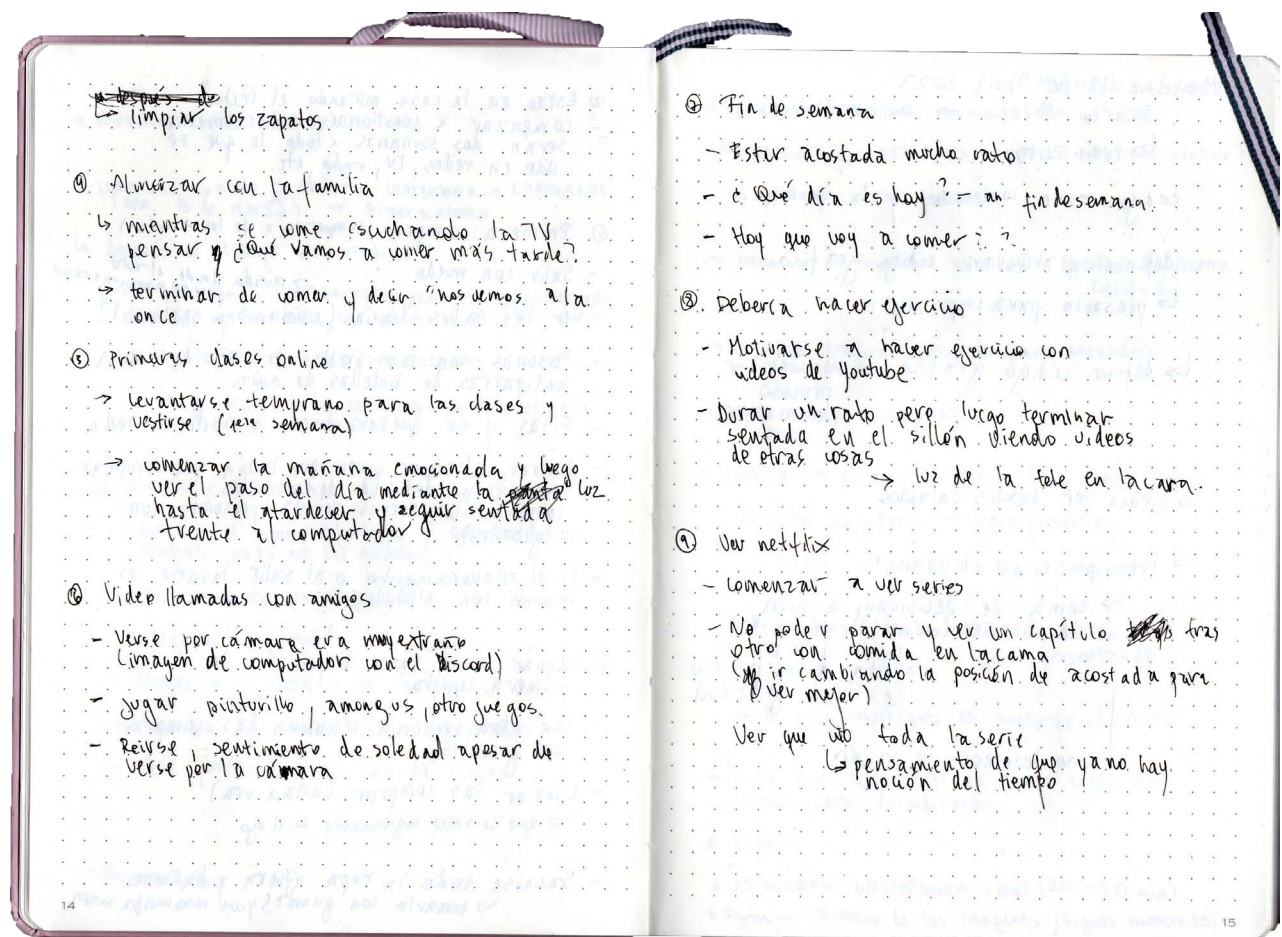 ↳ limpiar los zapatos
④ Almorzar con la familia
↳ mientras se come escuchando la TV
pensar y ¿Qué vamos a comer más tarde?
→ terminar de comer y decir "nos vemos a la
once
⑤ Primeras clases online
→ Levantarse temprano para las clases y
vestirse (1era semana)
→ comenzar la mañana emocionada y luego
ver el paso del día mediante la luz
hasta el atardecer y seguir sentada
frente al computador
⑥ Video llamadas con amigos
- Verse por cámara era muy extraño
(imagen de computador con el Discord)
- Jugar pinturillo, amongus, otro juegos.
- Reirse, sentimiento de soledad apesar de
verse por la cámara
14
⑦ Fin de semana
- Estar acostada mucho rato
- ¿Qué día es hoy? ah findesemana
- Hoy que voy a comer ? ?
⑧ Debería hacer ejercicio
- Motivarse a hacer ejercicio con
videos de Youtube
- Durar un rato pero luego terminar
sentada en el sillón viendo videos
de otras cosas
→ luz de la tele en la cara.
⑨ Ver netflix
- Comenzar a ver series
- No poder parar y ver un capítulo tras
otro con comida en la cama
(ir cambiando la posición de acostada para
ver mejor)
Ver que vio toda la serie
↳ pensamiento de que ya no hay
noción del tiempo
15